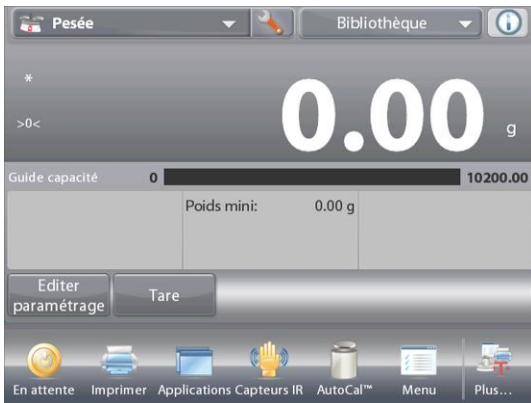 Pesée
Bibliothèque
*
0.00
>0<
g
Guide capacité 0 10200.00
Poids mini: 0.00 g
Editer paramétrage
Tare
En attente Imprimer Applications Capteurs IR AutoCal™ Menu Plus...